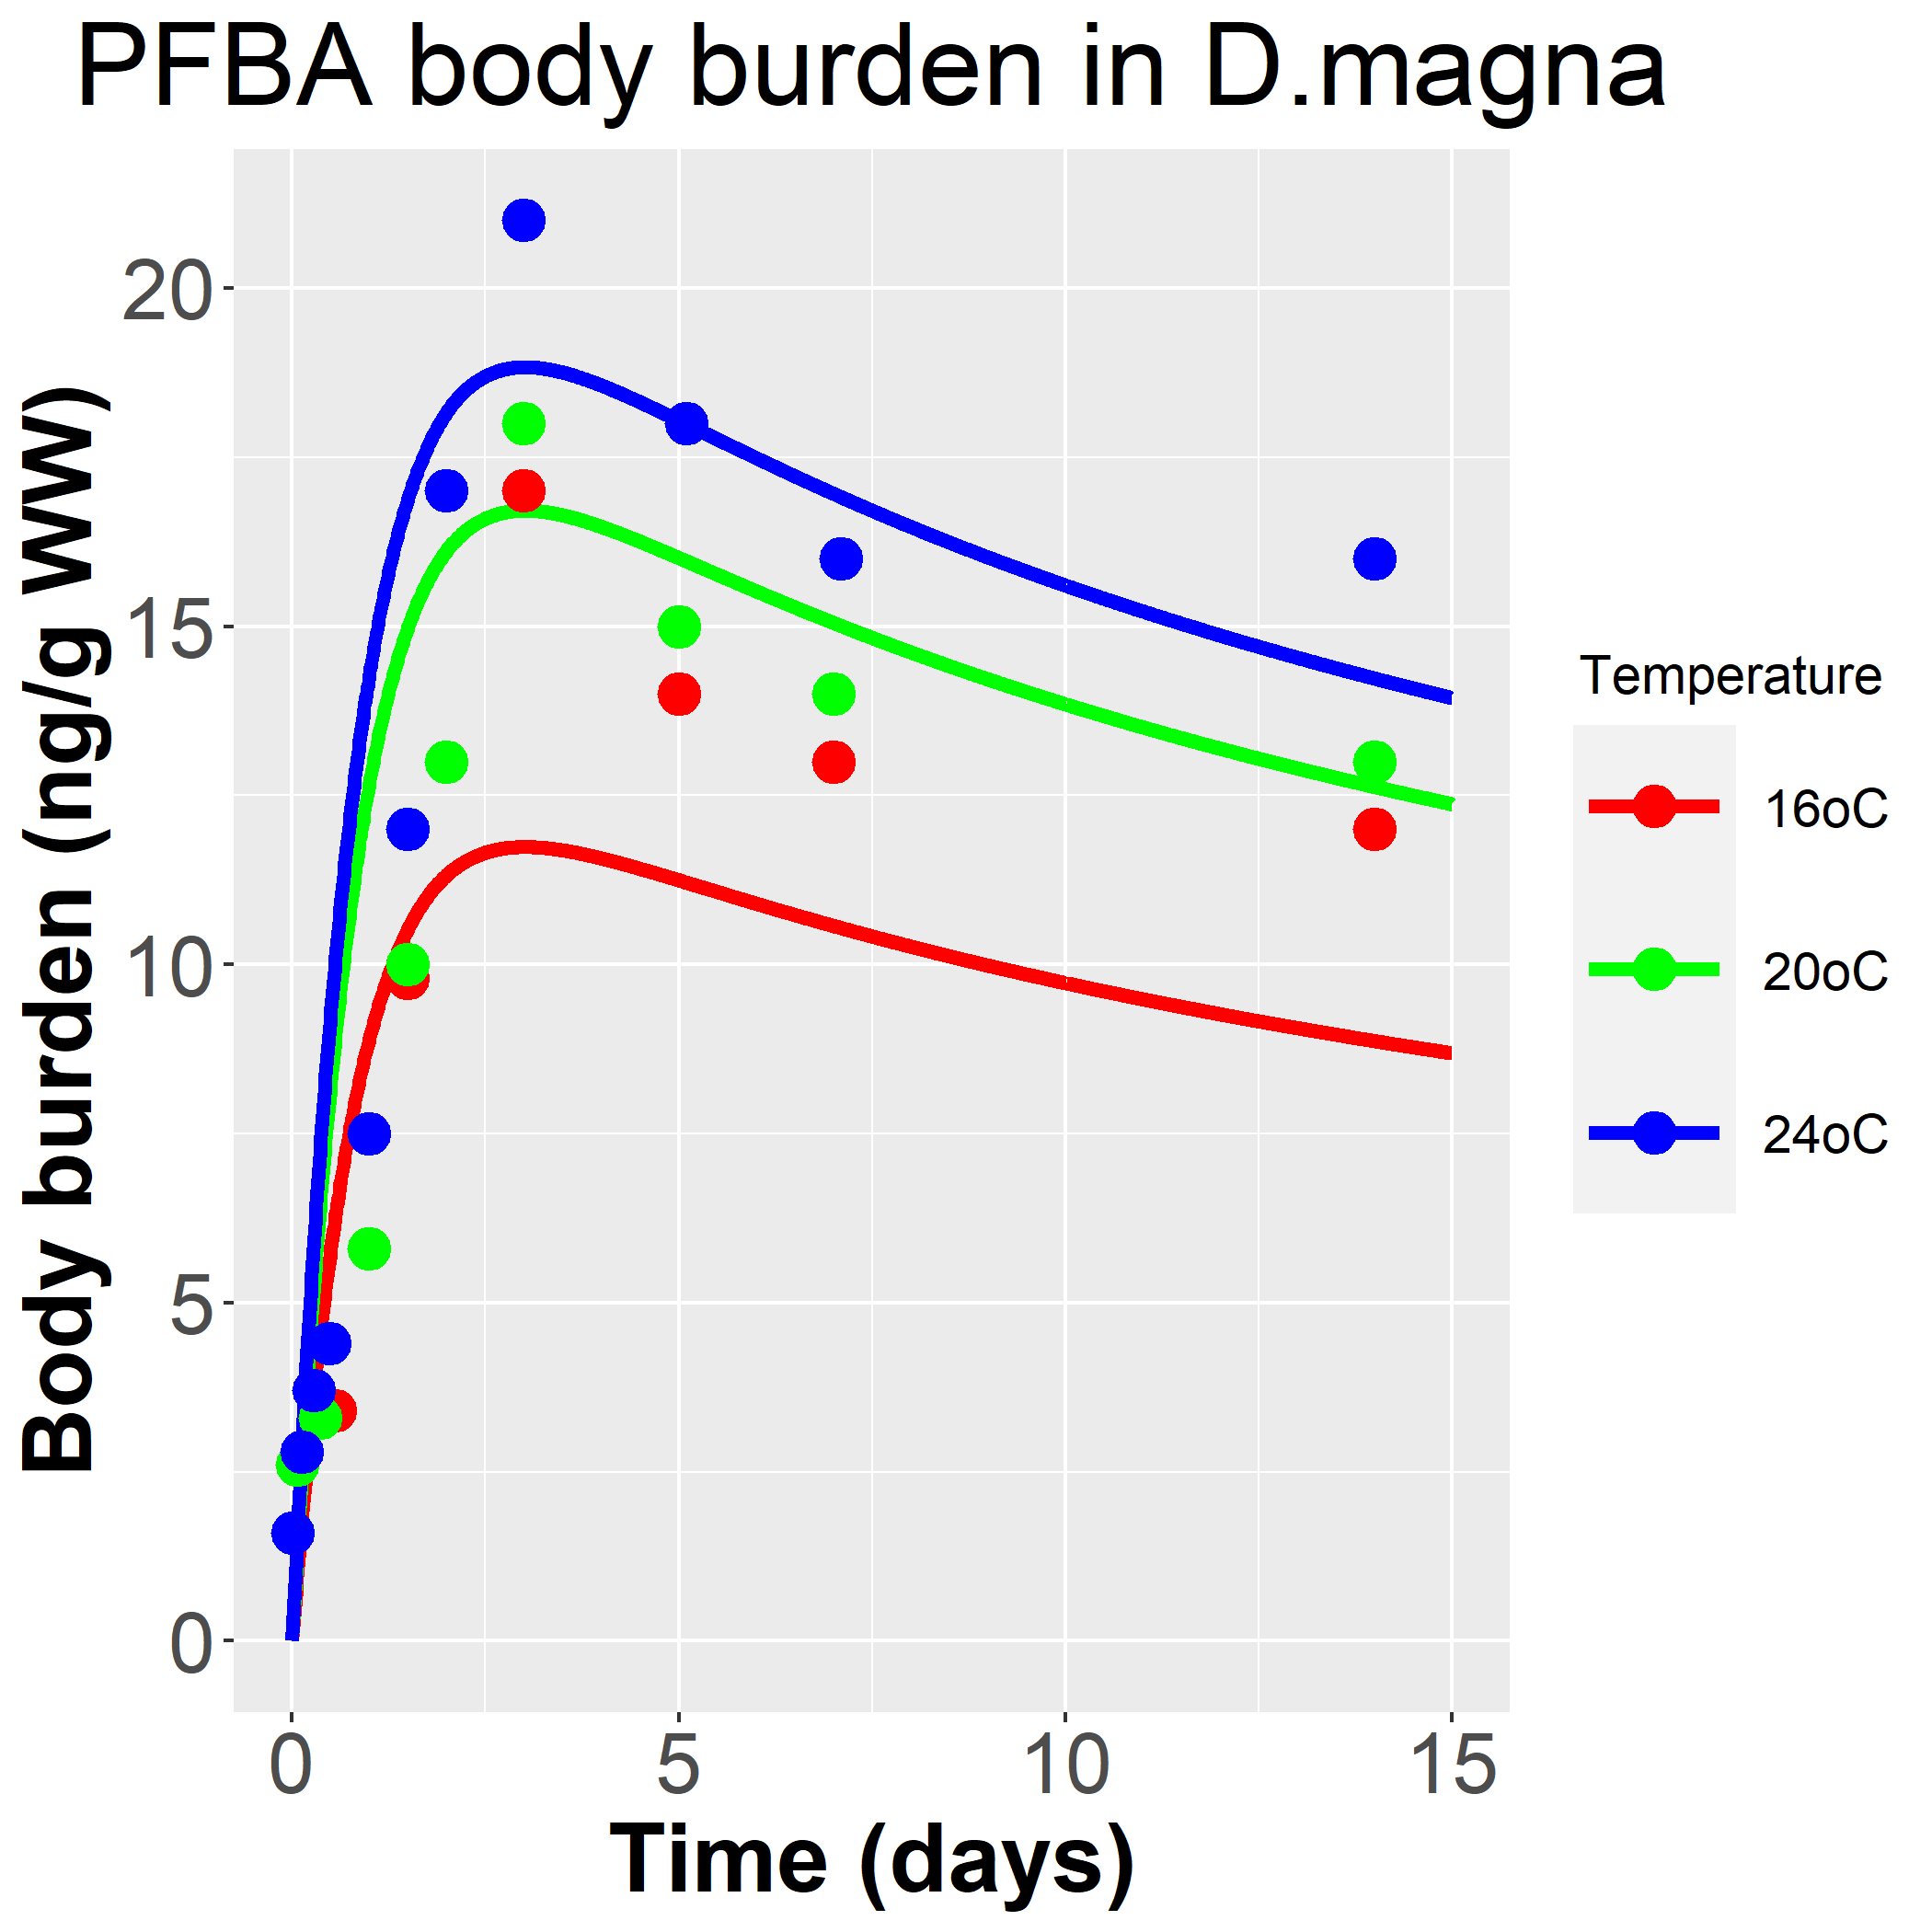 PFBA body burden in D.magna
Body burden (ng/g WW)
20
15
10
5
0
0 5 10 15
Time (days)
Temperature
16oC
20oC
24oC